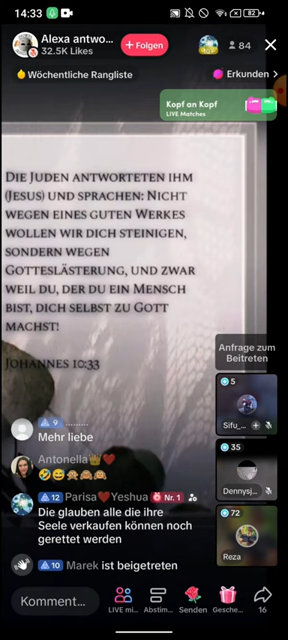 14:33
82
Alexa antwo...
32.5K Likes
+ Folgen
84
Wöchentliche Rangliste
Erkunden >
Kopf an Kopf
LIVE Matches
DIE JUDEN ANTWORTETEN IHM
(JESUS) UND SPRACHEN: NICHT
WEGEN EINES GUTEN WERKES
WOLLEN WIR DICH STEINIGEN,
SONDERN WEGEN
GOTTESLÄSTERUNG, UND ZWAR
WEIL DU, DER DU EIN MENSCH
BIST, DICH SELBST ZU GOTT
MACHST!
JOHANNES 10:33
Anfrage zum
Beitreten
5
Sifu_...
35
Dennysj...
72
Reza
9 .........
Mehr liebe
Antonella👑❤️
🤣😅🙈🙈🙈
12 Parisa❤️Yeshua Nr. 1
Die glauben alle die ihre
Seele verkaufen können noch
gerettet werden
10 Marek ist beigetreten
Komment...
LIVE mi...
Abstim...
Senden
Gesche...
16